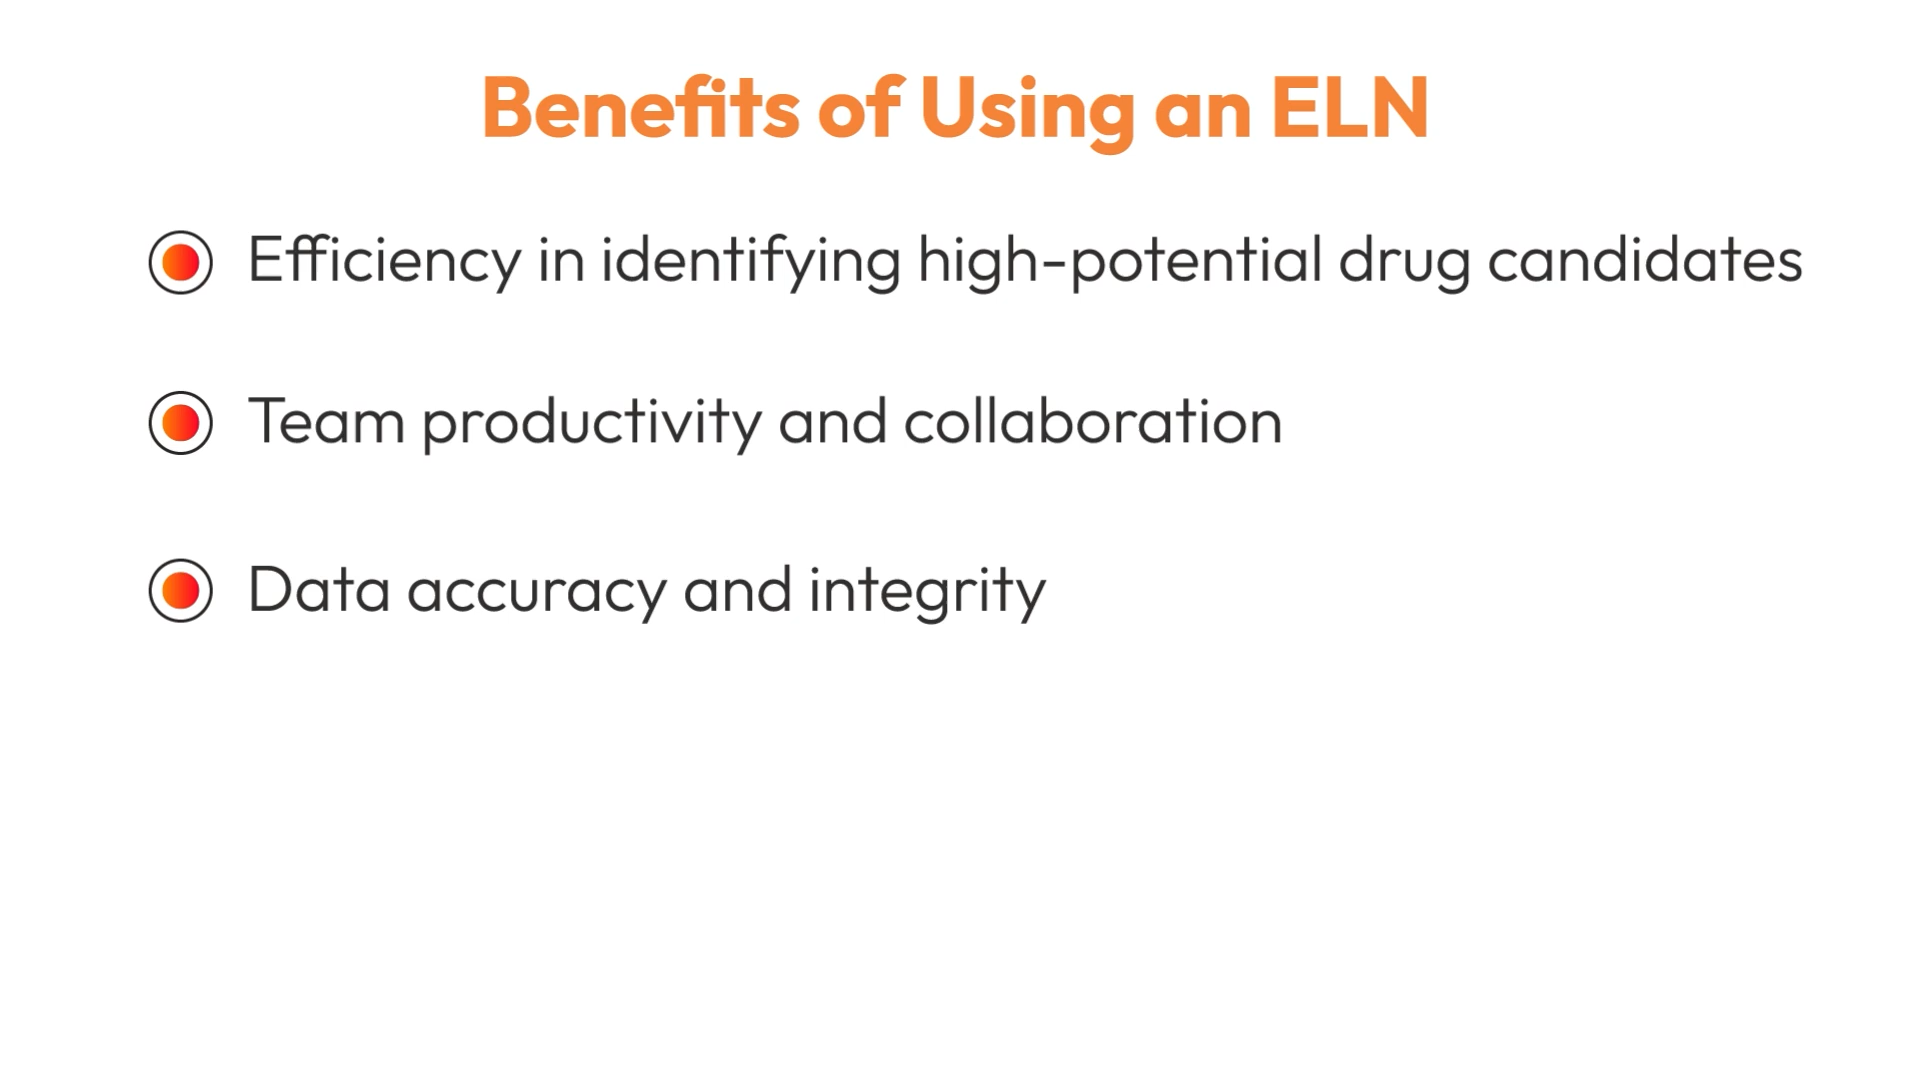 Benefits of Using an ELN
Efficiency in identifying high-potential drug candidates
Team productivity and collaboration
Data accuracy and integrity